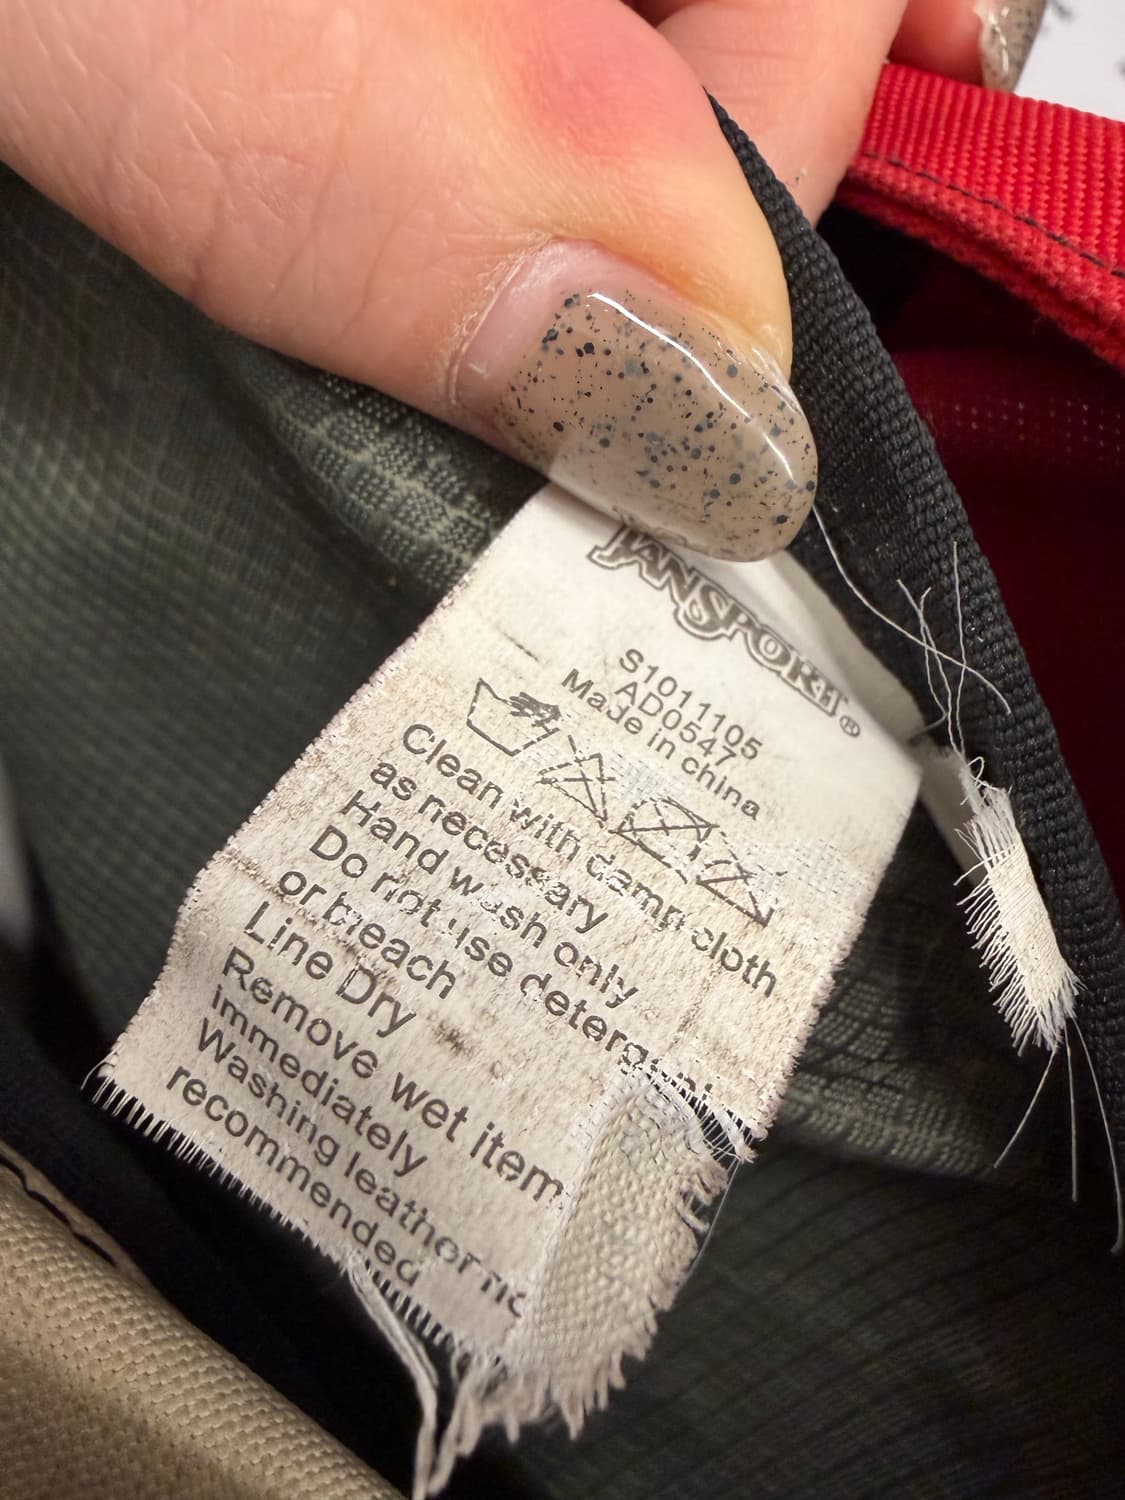 JANSPORT®
S1011105
AD0547
Made in china
Clean with damp cloth
as necessary
Hand wash only
Do not use detergent
or bleach
Line Dry
Remove wet item
immediately
Washing leather
recommended